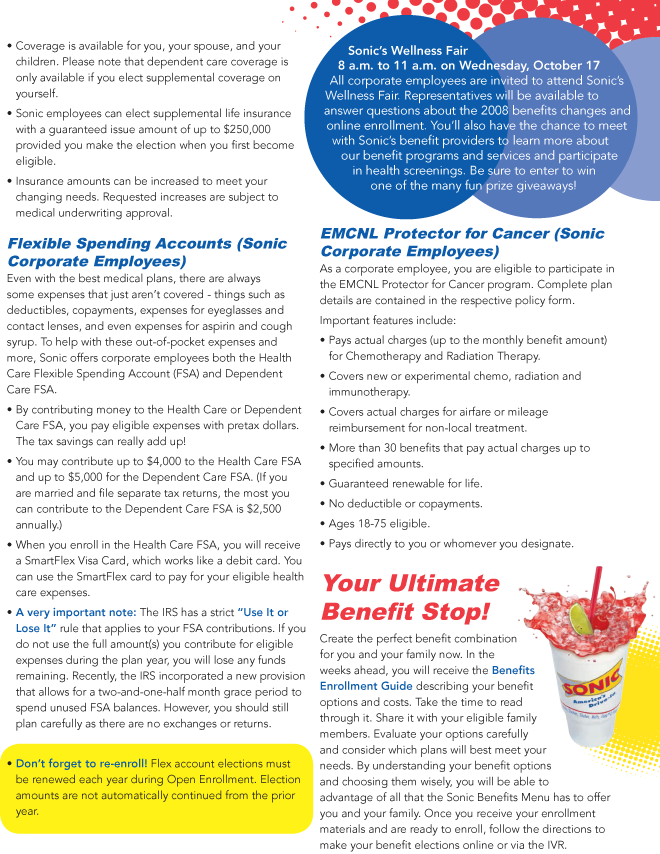 • Coverage is available for you, your spouse, and your
children. Please note that dependent care coverage is
only available if you elect supplemental coverage on
yourself.
• Sonic employees can elect supplemental life insurance
with a guaranteed issue amount of up to $250,000
provided you make the election when you first become
eligible.
• Insurance amounts can be increased to meet your
changing needs. Requested increases are subject to
medical underwriting approval.
Flexible Spending Accounts (Sonic
Corporate Employees)
Even with the best medical plans, there are always
some expenses that just aren’t covered - things such as
deductibles, copayments, expenses for eyeglasses and
contact lenses, and even expenses for aspirin and cough
syrup. To help with these out-of-pocket expenses and
more, Sonic offers corporate employees both the Health
Care Flexible Spending Account (FSA) and Dependent
Care FSA.
• By contributing money to the Health Care or Dependent
Care FSA, you pay eligible expenses with pretax dollars.
The tax savings can really add up!
• You may contribute up to $4,000 to the Health Care FSA
and up to $5,000 for the Dependent Care FSA. (If you
are married and file separate tax returns, the most you
can contribute to the Dependent Care FSA is $2,500
annually.)
• When you enroll in the Health Care FSA, you will receive
a SmartFlex Visa Card, which works like a debit card. You
can use the SmartFlex card to pay for your eligible health
care expenses.
• A very important note: The IRS has a strict “Use It or
Lose It” rule that applies to your FSA contributions. If you
do not use the full amount(s) you contribute for eligible
expenses during the plan year, you will lose any funds
remaining. Recently, the IRS incorporated a new provision
that allows for a two-and-one-half month grace period to
spend unused FSA balances. However, you should still
plan carefully as there are no exchanges or returns.
• Don’t forget to re-enroll! Flex account elections must
be renewed each year during Open Enrollment. Election
amounts are not automatically continued from the prior
year.
Sonic’s Wellness Fair
8 a.m. to 11 a.m. on Wednesday, October 17
All corporate employees are invited to attend Sonic’s
Wellness Fair. Representatives will be available to
answer questions about the 2008 benefits changes and
online enrollment. You’ll also have the chance to meet
with Sonic’s benefit providers to learn more about
our benefit programs and services and participate
in health screenings. Be sure to enter to win
one of the many fun prize giveaways!
EMCNL Protector for Cancer (Sonic
Corporate Employees)
As a corporate employee, you are eligible to participate in
the EMCNL Protector for Cancer program. Complete plan
details are contained in the respective policy form.
Important features include:
• Pays actual charges (up to the monthly benefit amount)
for Chemotherapy and Radiation Therapy.
• Covers new or experimental chemo, radiation and
immunotherapy.
• Covers actual charges for airfare or mileage
reimbursement for non-local treatment.
• More than 30 benefits that pay actual charges up to
specified amounts.
• Guaranteed renewable for life.
• No deductible or copayments.
• Ages 18-75 eligible.
• Pays directly to you or whomever you designate.
Your Ultimate
Benefit Stop!
Create the perfect benefit combination
for you and your family now. In the
weeks ahead, you will receive the Benefits
Enrollment Guide describing your benefit
options and costs. Take the time to read
through it. Share it with your eligible family
members. Evaluate your options carefully
and consider which plans will best meet your
needs. By understanding your benefit options
and choosing them wisely, you will be able to
advantage of all that the Sonic Benefits Menu has to offer
you and your family. Once you receive your enrollment
materials and are ready to enroll, follow the directions to
make your benefit elections online or via the IVR.
SONIC
America's
Drive-In